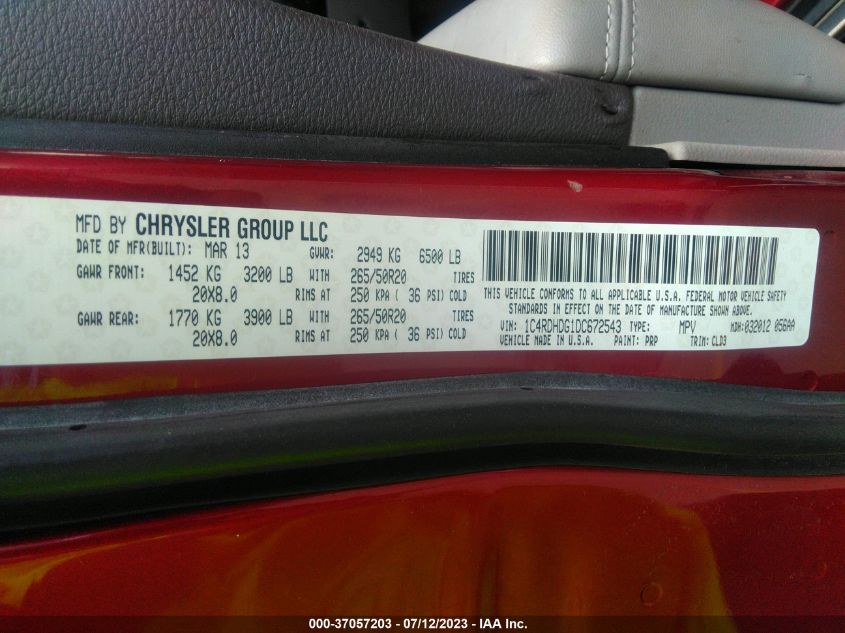 MFD BY CHRYSLER GROUP LLC
DATE OF MFR(BUILT): MAR 13 GVWR: 2949 KG 6500 LB
GAWR FRONT: 1452 KG 3200 LB WITH 265/50R20 TIRES
20X8.0 RIMS AT 250 KPA ( 36 PSI) COLD
GAWR REAR: 1770 KG 3900 LB WITH 265/50R20 TIRES
20X8.0 RIMS AT 250 KPA ( 36 PSI) COLD
THIS VEHICLE CONFORMS TO ALL APPLICABLE U.S.A. FEDERAL MOTOR VEHICLE SAFETY
STANDARDS IN EFFECT ON THE DATE OF MANUFACTURE SHOWN ABOVE.
VIN: 1C4RDHDG1DC672543 TYPE: MPV MDH:032012 056AA
VEHICLE MADE IN U.S.A. PAINT: PRP TRIM: CLD3
000-37057203 - 07/12/2023 - IAA Inc.